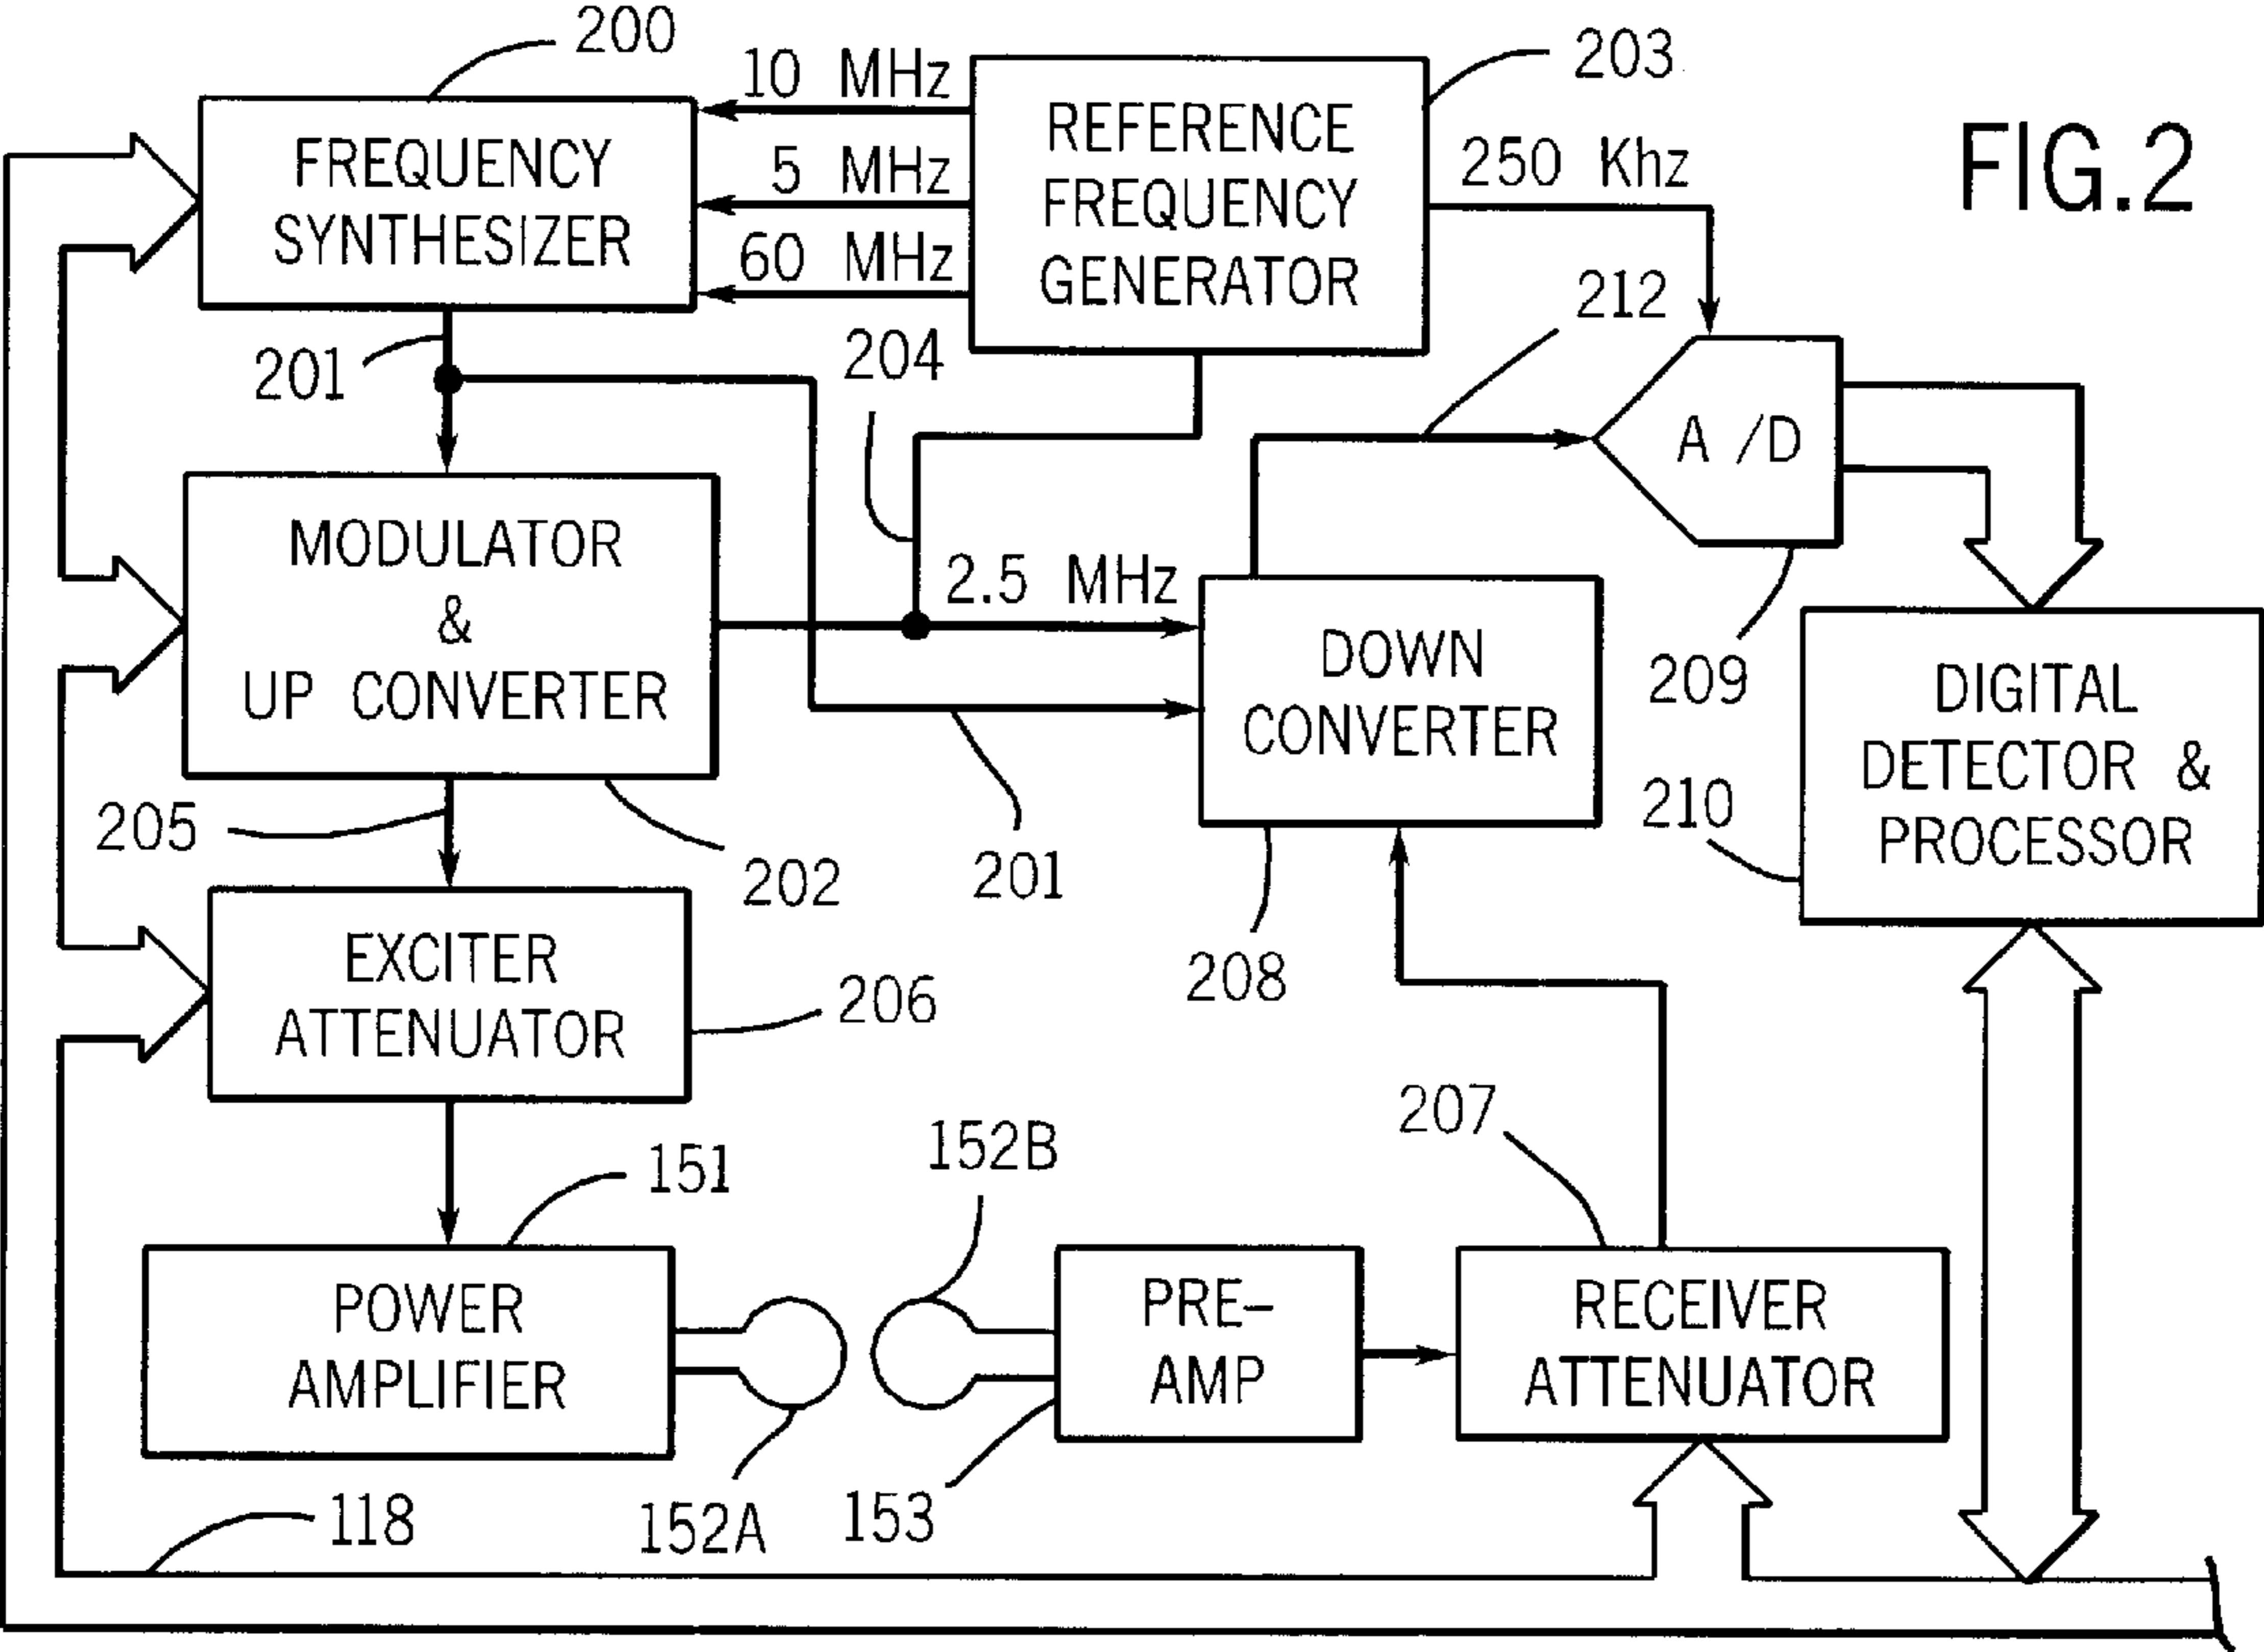 200
10 MHz
203
FREQUENCY
SYNTHESIZER
5 MHz
60 MHz
REFERENCE
FREQUENCY
GENERATOR
250 Khz
FIG.2
212
201
204
A /D
MODULATOR
&
UP CONVERTER
2.5 MHz
DOWN
CONVERTER
209
DIGITAL
DETECTOR &
PROCESSOR
210
205
202
201
208
EXCITER
ATTENUATOR
206
207
151
152B
POWER
AMPLIFIER
PRE-
AMP
RECEIVER
ATTENUATOR
118
152A
153